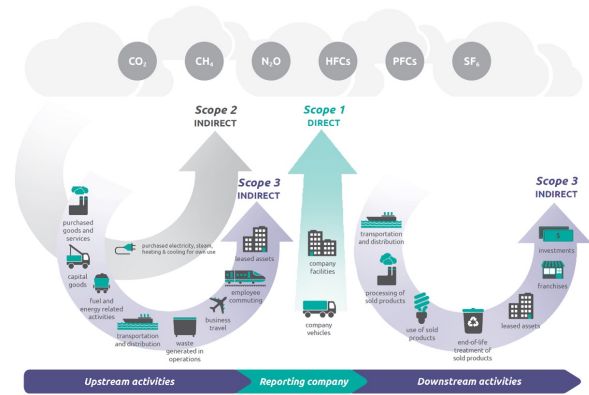 CO₂
CH₄
N₂O
HFCs
PFCs
SF₆
Scope 2
INDIRECT
Scope 1
DIRECT
Scope 3
INDIRECT
Scope 3
INDIRECT
purchased
goods and
services
capital
goods
fuel and
energy related
activities
transportation
and distribution
waste
generated in
operations
business
travel
employee
commuting
leased assets
purchased electricity, steam,
heating & cooling for own use
company
facilities
company
vehicles
transportation
and distribution
processing of
sold products
use of sold
products
end-of-life
treatment of
sold products
leased assets
franchises
investments
Upstream activities
Reporting company
Downstream activities